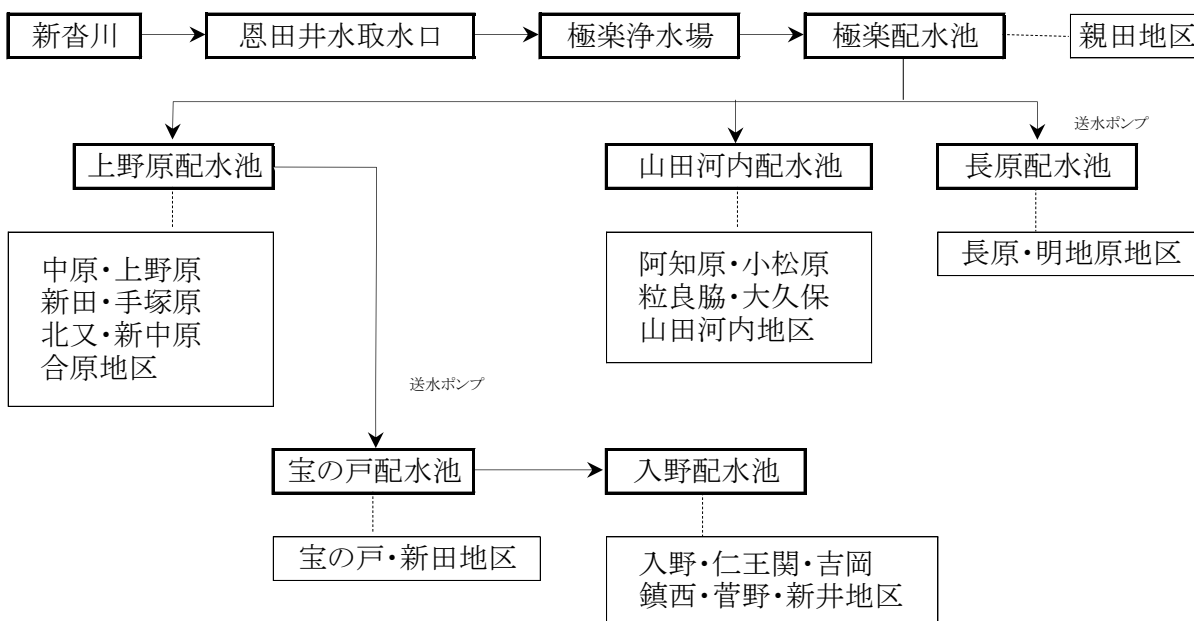 新沓川
恩田井水取水口
極楽浄水場
極楽配水池
親田地区
送水ポンプ
上野原配水池
山田河内配水池
長原配水池
中原・上野原
新田・手塚原
北又・新中原
合原地区
阿知原・小松原
粒良脇・大久保
山田河内地区
長原・明地原地区
送水ポンプ
宝の戸配水池
入野配水池
宝の戸・新田地区
入野・仁王関・吉岡
鎮西・菅野・新井地区